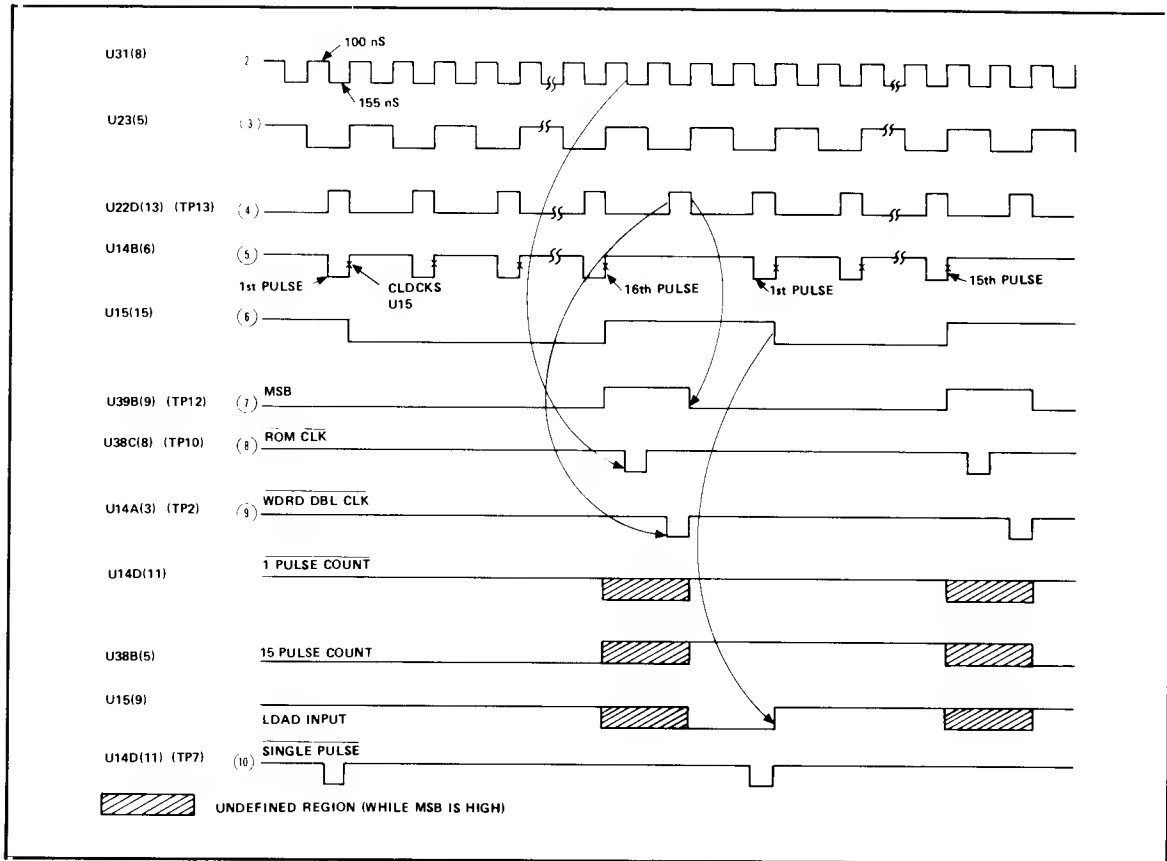 U31(8) 2 100 nS
155 nS
U23(5) (3)
U22D(13) (TP13) (4)
U14B(6) (5)
1st PULSE CLDCKS U15 16th PULSE 1st PULSE 15th PULSE
U15(15) (6)
U39B(9) (TP12) (7) MSB
U38C(8) (TP10) (8) ROM CLK
U14A(3) (TP2) (9) WDRD DBL CLK
U14D(11) 1 PULSE COUNT
U38B(5) 15 PULSE COUNT
U15(9) LDAD INPUT
U14D(11) (TP7) (10) SINGLE PULSE
UNDEFINED REGION (WHILE MSB IS HIGH)